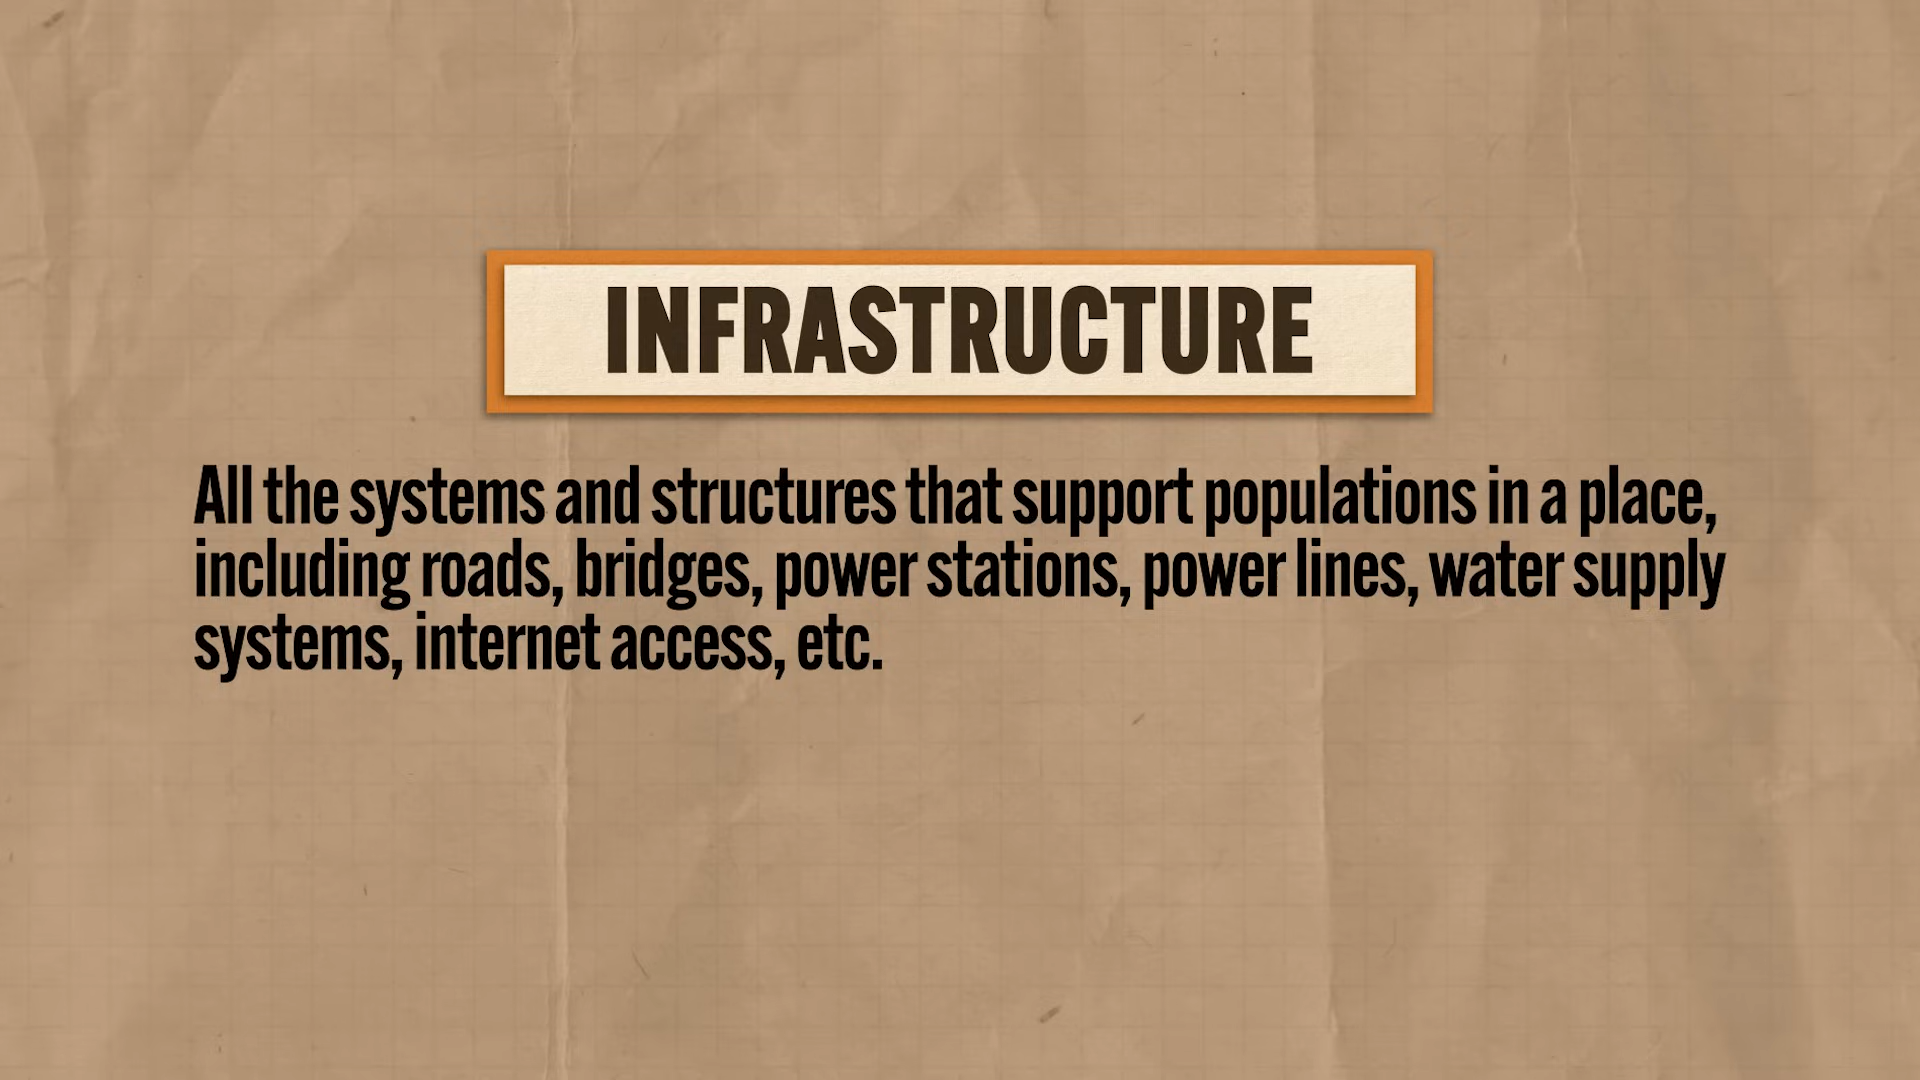 INFRASTRUCTURE
All the systems and structures that support populations in a place,
including roads, bridges, power stations, power lines, water supply
systems, internet access, etc.